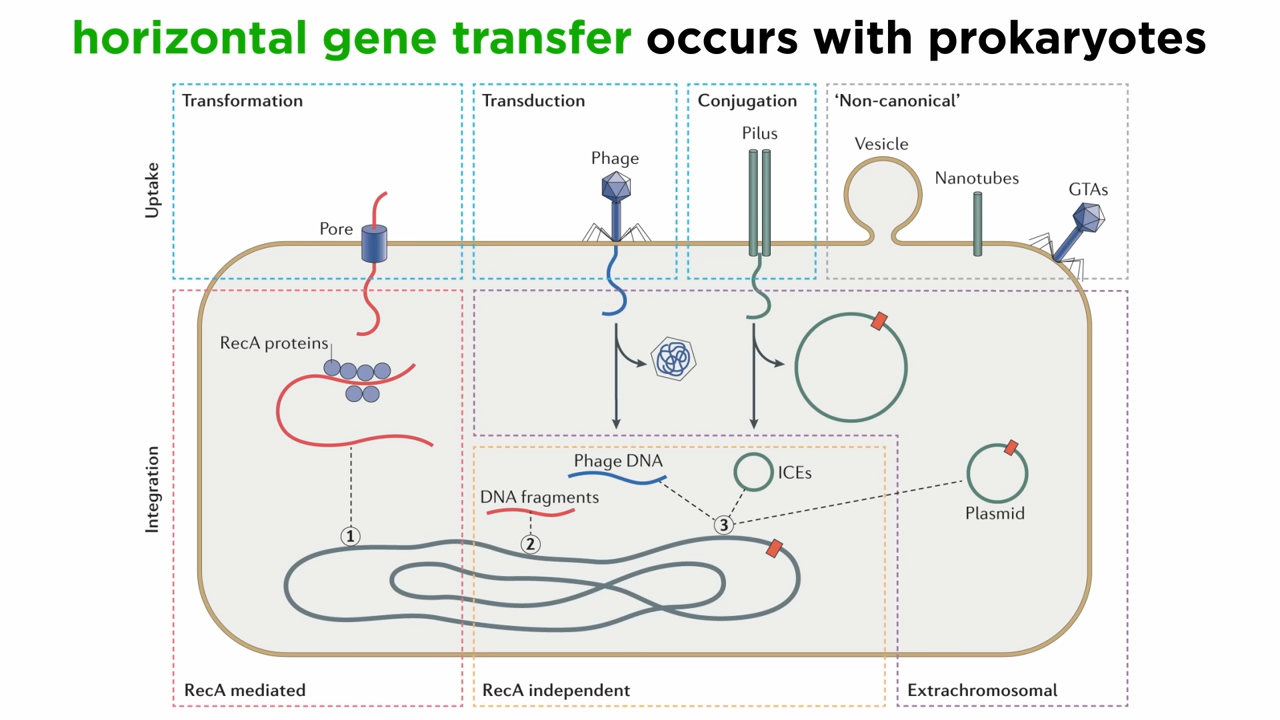 horizontal gene transfer occurs with prokaryotes
Transformation
Transduction
Conjugation
‘Non-canonical’
Uptake
Pore
Phage
Pilus
Vesicle
Nanotubes
GTAs
Integration
RecA proteins
Phage DNA
ICEs
DNA fragments
Plasmid
1
2
3
RecA mediated
RecA independent
Extrachromosomal